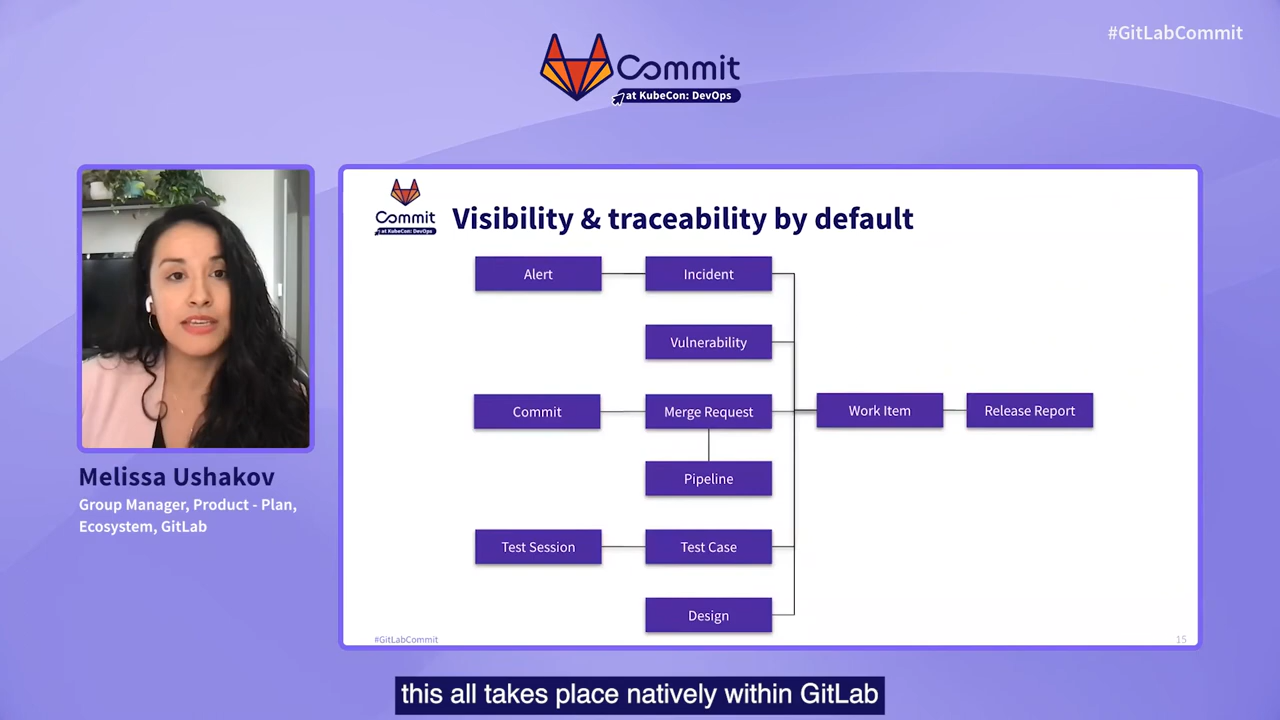 #GitLabCommit
Commit
at KubeCon: DevOps
Commit
at KubeCon: DevOps
Visibility & traceability by default
Alert
Incident
Vulnerability
Commit
Merge Request
Work Item
Release Report
Pipeline
Test Session
Test Case
Design
#GitLabCommit
15
Melissa Ushakov
Group Manager, Product - Plan,
Ecosystem, GitLab
this all takes place natively within GitLab